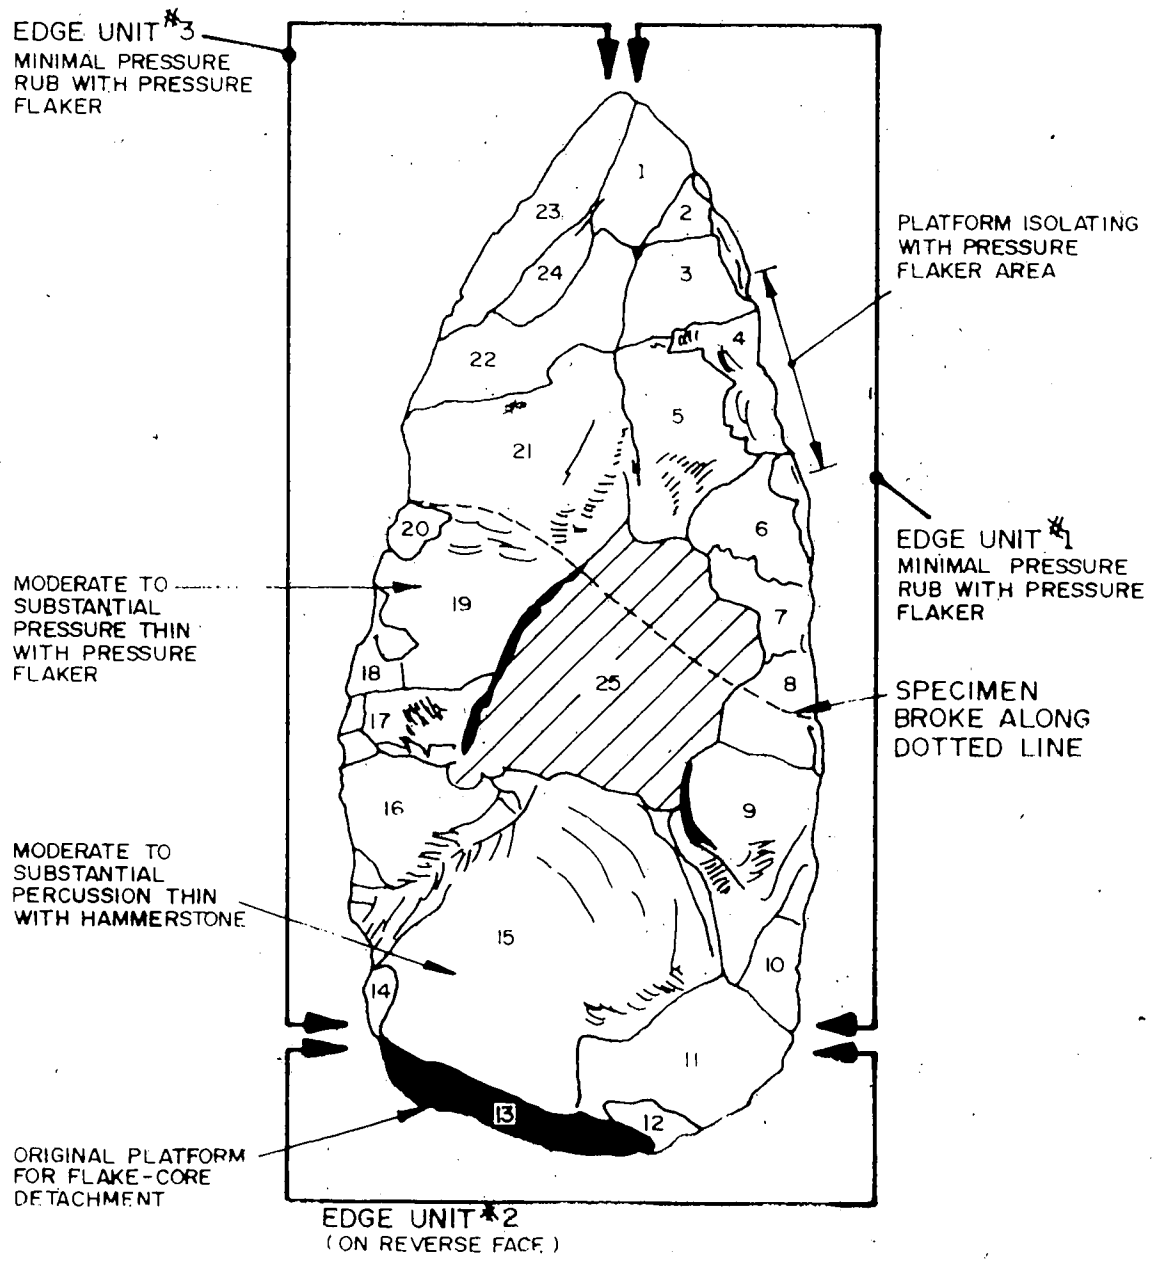 EDGE UNIT #3
MINIMAL PRESSURE
RUB WITH PRESSURE
FLAKER
1
2
23
PLATFORM ISOLATING
WITH PRESSURE
FLAKER AREA
24
3
4
22
5
21
20
6
EDGE UNIT #1
MINIMAL PRESSURE
RUB WITH PRESSURE
FLAKER
MODERATE TO
SUBSTANTIAL
PRESSURE THIN
WITH PRESSURE
FLAKER
19
7
18
25
8
SPECIMEN
BROKE ALONG
DOTTED LINE
17
16
9
MODERATE TO
SUBSTANTIAL
PERCUSSION THIN
WITH HAMMERSTONE
15
10
14
11
13
12
ORIGINAL PLATFORM
FOR FLAKE-CORE
DETACHMENT
EDGE UNIT #2
(ON REVERSE FACE)